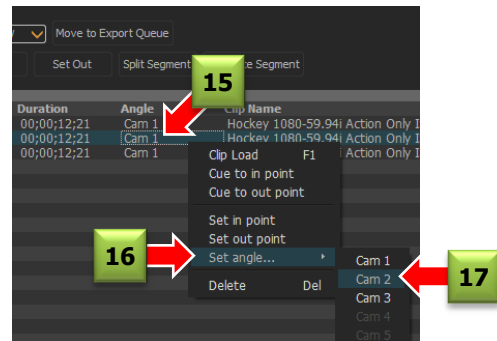 Move to Export Queue
Set Out Split Segment Segment
15
Duration Angle Clip Name
00;00;12;21 Cam 1 Hockey 1080-59.94i Action Only I
00;00;12;21 Cam 1 Hockey 1080-59.94i Action Only I
00;00;12;21 Cam 1 Action Only I
Clip Load F1
Cue to in point
Cue to out point
Set in point
Set out point
16
Set angle...
Delete Del
Cam 1
Cam 2
17
Cam 3
Cam 4
Cam 5